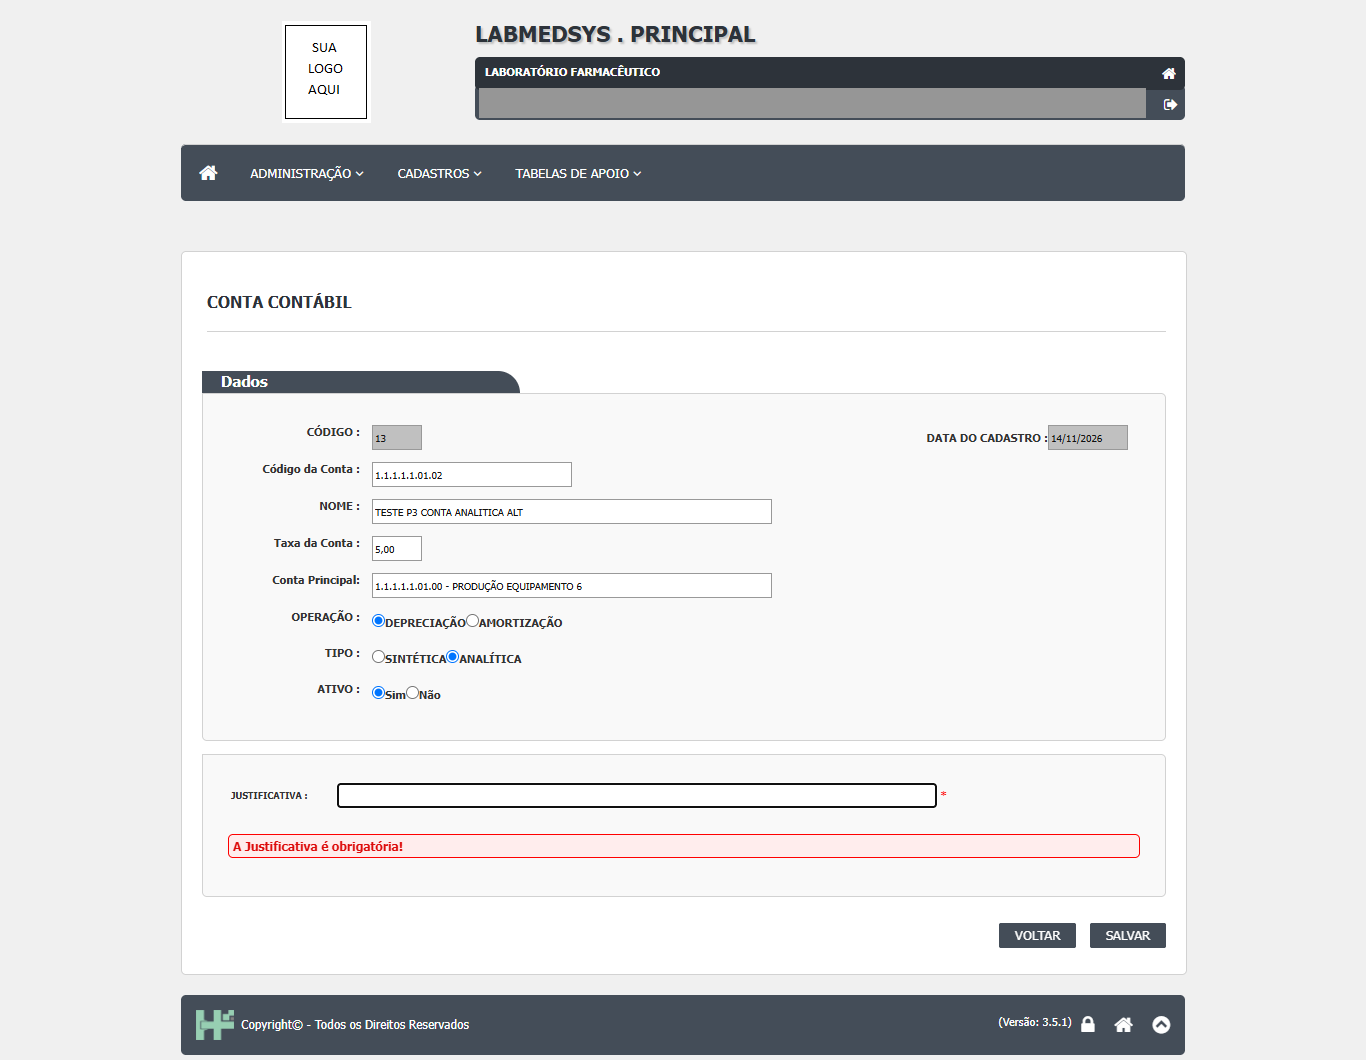 SUA
LOGO
AQUI
LABMEDSYS . PRINCIPAL
LABORATÓRIO FARMACÊUTICO
ADMINISTRAÇÃO CADASTROS TABELAS DE APOIO
CONTA CONTÁBIL
Dados
CÓDIGO : 13 DATA DO CADASTRO : 14/11/2026
Código da Conta : 1.1.1.1.1.01.02
NOME : TESTE P3 CONTA ANALITICA ALT
Taxa da Conta : 5,00
Conta Principal: 1.1.1.1.1.01.00 - PRODUÇÃO EQUIPAMENTO 6
OPERAÇÃO : DEPRECIAÇÃO AMORTIZAÇÃO
TIPO : SINTÉTICA ANALÍTICA
ATIVO : Sim Não
JUSTIFICATIVA : *
A Justificativa é obrigatória!
VOLTAR SALVAR
Copyright© - Todos os Direitos Reservados (Versão: 3.5.1)